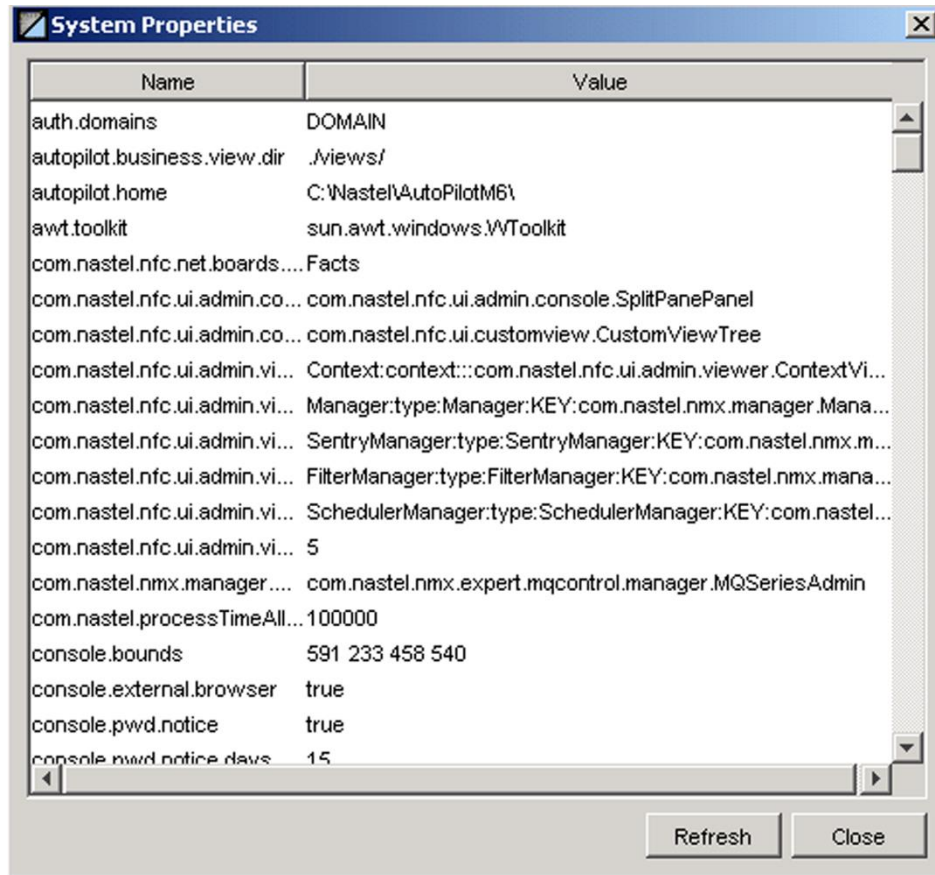 System Properties
Name Value
auth.domains DOMAIN
autopilot.business.view.dir ./views/
autopilot.home C:\Nastel\AutoPilotM6\
awt.toolkit sun.awt.windows.WToolkit
com.nastel.nfc.net.boards.... Facts
com.nastel.nfc.ui.admin.co... com.nastel.nfc.ui.admin.console.SplitPanePanel
com.nastel.nfc.ui.admin.co... com.nastel.nfc.ui.customview.CustomViewTree
com.nastel.nfc.ui.admin.vi... Context:context:::com.nastel.nfc.ui.admin.viewer.ContextVi...
com.nastel.nfc.ui.admin.vi... Manager:type:Manager:KEY:com.nastel.nmx.manager.Mana...
com.nastel.nfc.ui.admin.vi... SentryManager:type:SentryManager:KEY:com.nastel.nmx.m...
com.nastel.nfc.ui.admin.vi... FilterManager:type:FilterManager:KEY:com.nastel.nmx.mana...
com.nastel.nfc.ui.admin.vi... SchedulerManager:type:SchedulerManager:KEY:com.nastel...
com.nastel.nfc.ui.admin.vi... 5
com.nastel.nmx.manager.... com.nastel.nmx.expert.mqcontrol.manager.MQSeriesAdmin
com.nastel.processTimeAll... 100000
console.bounds 591 233 458 540
console.external.browser true
console.pwd.notice true
console.pwd.notice.days 15
Refresh Close